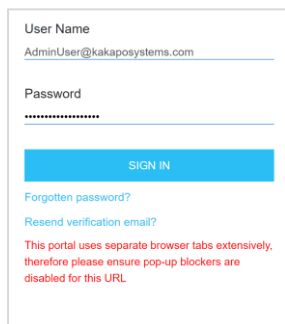 User Name
AdminUser@kakaposystems.com
Password
•••••••••••••••••••
SIGN IN
Forgotten password?
Resend verification email?
This portal uses separate browser tabs extensively,
therefore please ensure pop-up blockers are
disabled for this URL